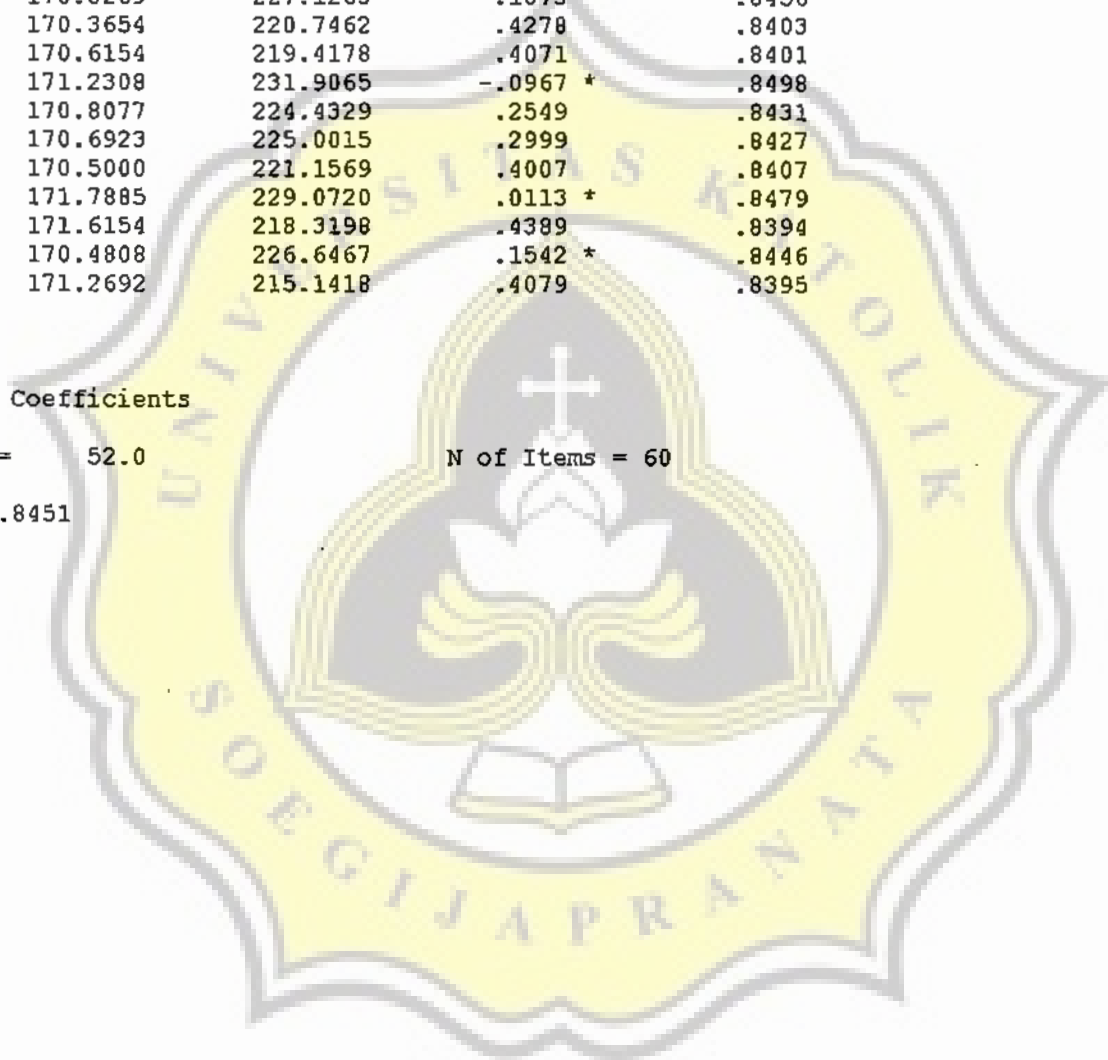 170.3654 220.7462 .4278 .8403
170.6154 219.4178 .4071 .8401
171.2308 231.9065 -.0967 * .8498
170.8077 224.4329 .2549 .8431
170.6923 225.0015 .2999 .8427
170.5000 221.1569 .4007 .8407
171.7885 229.0720 .0113 * .8479
171.6154 218.3198 .4389 .8394
170.4808 226.6467 .1542 * .8446
171.2692 215.1418 .4079 .8395
Coefficients
= 52.0 N of Items = 60
.8451
UNIVERSITAS KATOLIK
SOEGIJAPRANATA